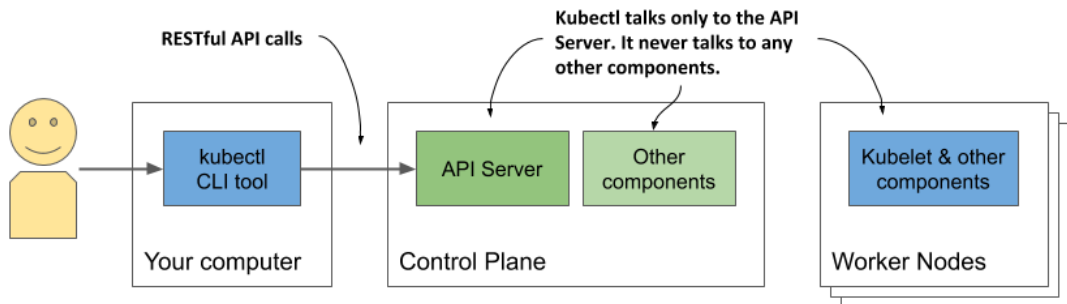 RESTful API calls
Kubectl talks only to the API
Server. It never talks to any
other components.
kubectl
CLI tool
API Server
Other
components
Kubelet & other
components
Your computer
Control Plane
Worker Nodes